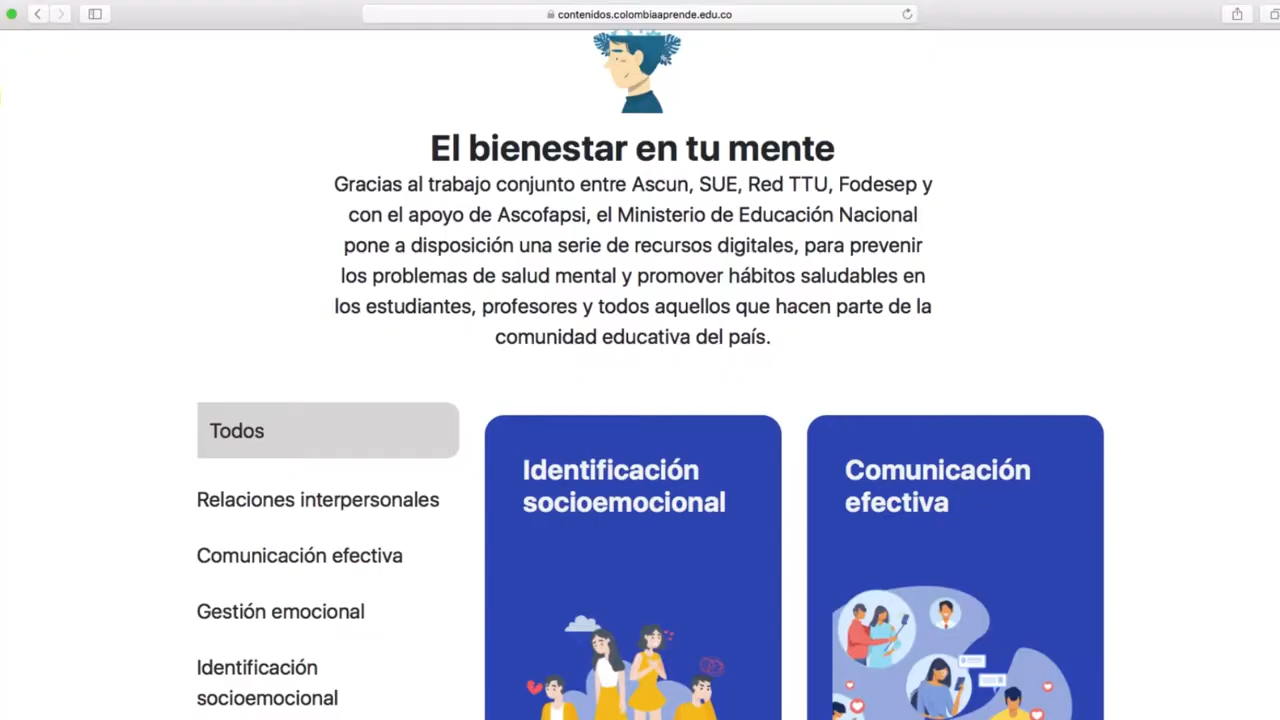 contenidos.colombiaaprende.edu.co
El bienestar en tu mente
Gracias al trabajo conjunto entre Ascun, SUE, Red TTU, Fodesep y
con el apoyo de Ascofapsi, el Ministerio de Educación Nacional
pone a disposición una serie de recursos digitales, para prevenir
los problemas de salud mental y promover hábitos saludables en
los estudiantes, profesores y todos aquellos que hacen parte de la
comunidad educativa del país.
Todos
Relaciones interpersonales
Comunicación efectiva
Gestión emocional
Identificación
socioemocional
Identificación
socioemocional
Comunicación
efectiva